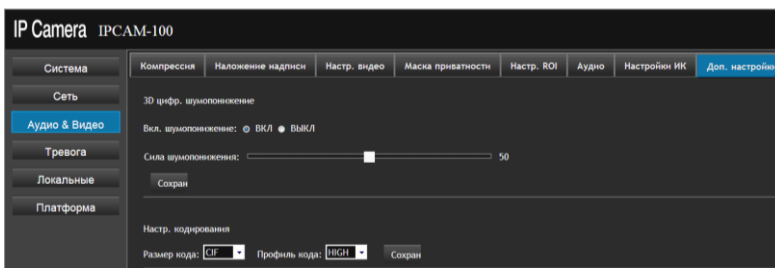 IP Camera IPCAM-100
Система
Сеть
Аудио & Видео
Тревога
Локальные
Платформа
Компрессия Наложение надписи Настр. видео Маска приватности Настр. ROI Аудио Настройки ИК Доп. настройки
3D цифр. шумопонижение
Вкл. шумопонижение: ВКЛ ВЫКЛ
Сила шумопонижения: 50
Сохран
Настр. кодирования
Размер кода: CIF Профиль кода: HIGH Сохран